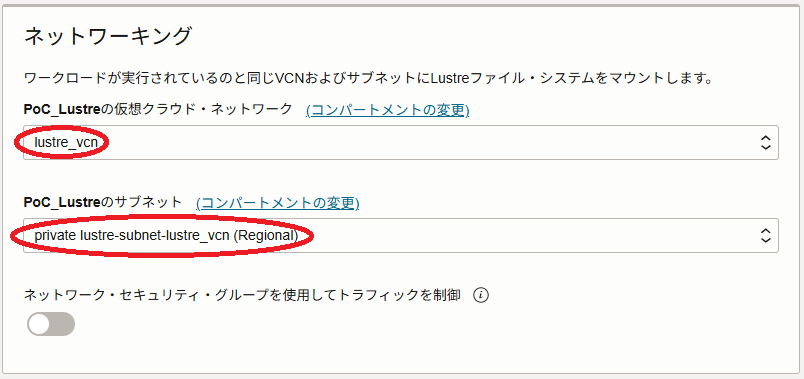 ネットワーキング
ワークロードが実行されているのと同じVCNおよびサブネットにLustreファイル・システムをマウントします。
PoC_Lustreの仮想クラウド・ネットワーク (コンパートメントの変更)
lustre_vcn
PoC_Lustreのサブネット (コンパートメントの変更)
private lustre-subnet-lustre_vcn (Regional)
ネットワーク・セキュリティ・グループを使用してトラフィックを制御 i